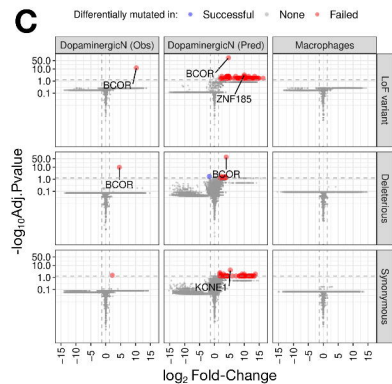 C
Differentially mutated in: Successful None Failed
DopaminergicN (Obs) DopaminergicN (Pred) Macrophages
-log10Adj.Pvalue
50.0
10.0
1.0
0.1
BCOR
BCOR
ZNF185
LoF variant
50.0
10.0
1.0
0.1
BCOR
BCOR
Deleterious
50.0
10.0
1.0
0.1
KCNE1
Synonymous
-15 -10 -5 0 5 10 15 -15 -10 -5 0 5 10 15 -15 -10 -5 0 5 10 15
log2 Fold-Change